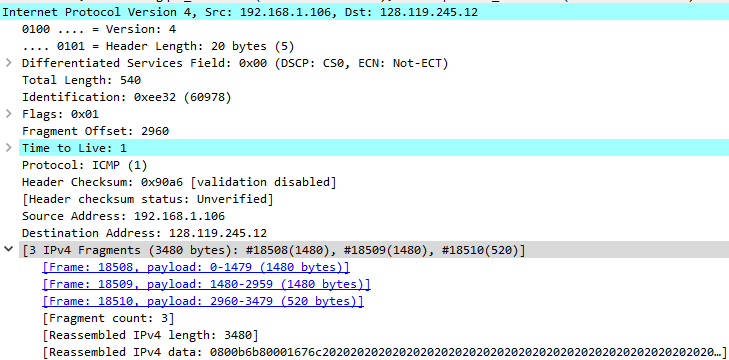 Internet Protocol Version 4, Src: 192.168.1.106, Dst: 128.119.245.12
0100 .... = Version: 4
.... 0101 = Header Length: 20 bytes (5)
Differentiated Services Field: 0x00 (DSCP: CS0, ECN: Not-ECT)
Total Length: 540
Identification: 0xee32 (60978)
Flags: 0x01
Fragment Offset: 2960
Time to Live: 1
Protocol: ICMP (1)
Header Checksum: 0x90a6 [validation disabled]
[Header checksum status: Unverified]
Source Address: 192.168.1.106
Destination Address: 128.119.245.12
[3 IPv4 Fragments (3480 bytes): #18508(1480), #18509(1480), #18510(520)]
[Frame: 18508, payload: 0-1479 (1480 bytes)]
[Frame: 18509, payload: 1480-2959 (1480 bytes)]
[Frame: 18510, payload: 2960-3479 (520 bytes)]
[Fragment count: 3]
[Reassembled IPv4 length: 3480]
[Reassembled IPv4 data: 0800b6b80001676c2020202020202020202020202020202020202020202020202020202020…]